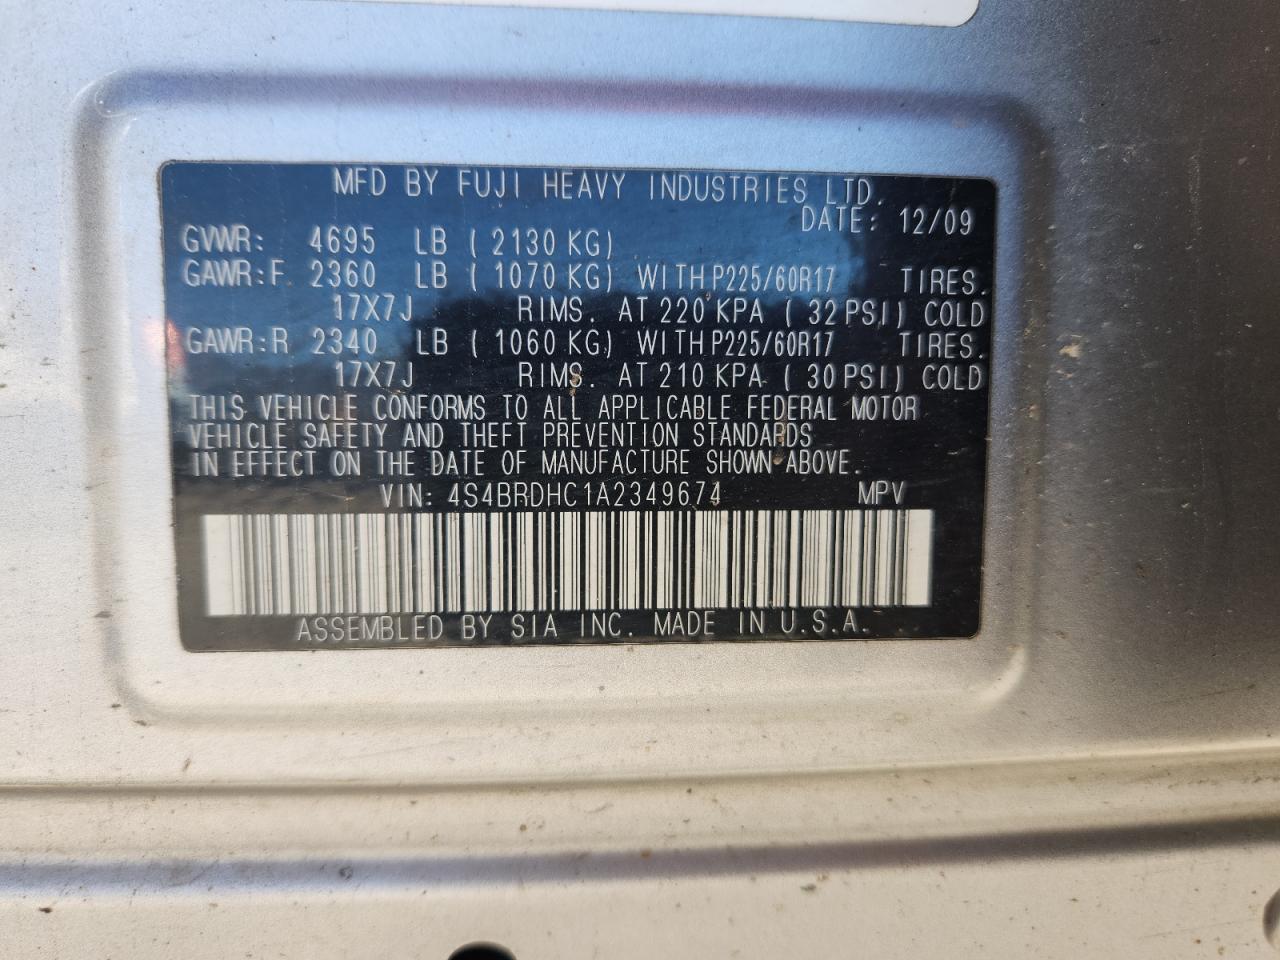 MFD BY FUJI HEAVY INDUSTRIES LTD.
DATE: 12/09
GVWR: 4695 LB ( 2130 KG)
GAWR:F 2360 LB ( 1070 KG) WITH P225/60R17 TIRES.
17X7J RIMS. AT 220 KPA ( 32 PSI) COLD
GAWR:R 2340 LB ( 1060 KG) WITH P225/60R17 TIRES.
17X7J RIMS. AT 210 KPA ( 30 PSI) COLD
THIS VEHICLE CONFORMS TO ALL APPLICABLE FEDERAL MOTOR
VEHICLE SAFETY AND THEFT PREVENTION STANDARDS
IN EFFECT ON THE DATE OF MANUFACTURE SHOWN ABOVE.
VIN: 4S4BRDHC1A2349674 MPV
ASSEMBLED BY SIA INC. MADE IN U.S.A.